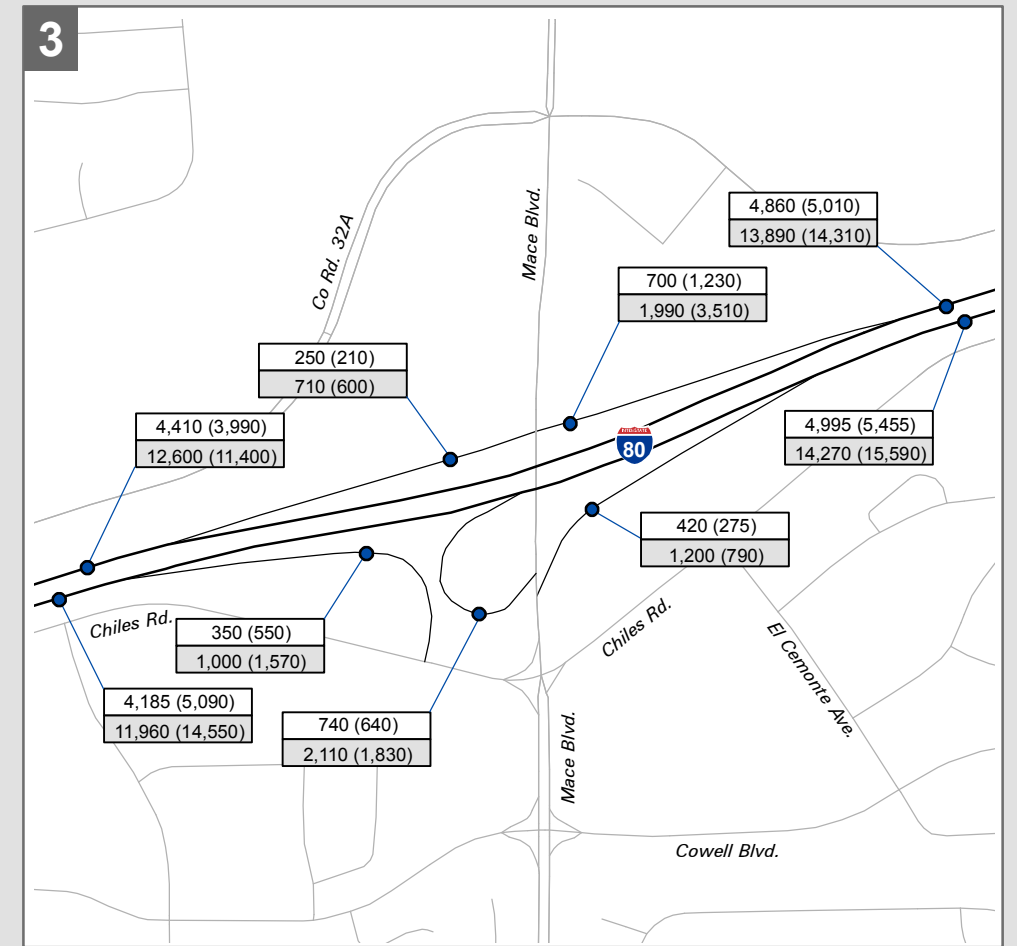 3
4,860 (5,010)
13,890 (14,310)
Mace Blvd.
Co Rd. 32A
700 (1,230)
1,990 (3,510)
250 (210)
710 (600)
4,410 (3,990)
12,600 (11,400)
4,995 (5,455)
14,270 (15,590)
INTERSTATE
80
420 (275)
1,200 (790)
Chiles Rd.
350 (550)
1,000 (1,570)
Chiles Rd.
El Cemonte Ave.
4,185 (5,090)
11,960 (14,550)
740 (640)
2,110 (1,830)
Mace Blvd.
Cowell Blvd.